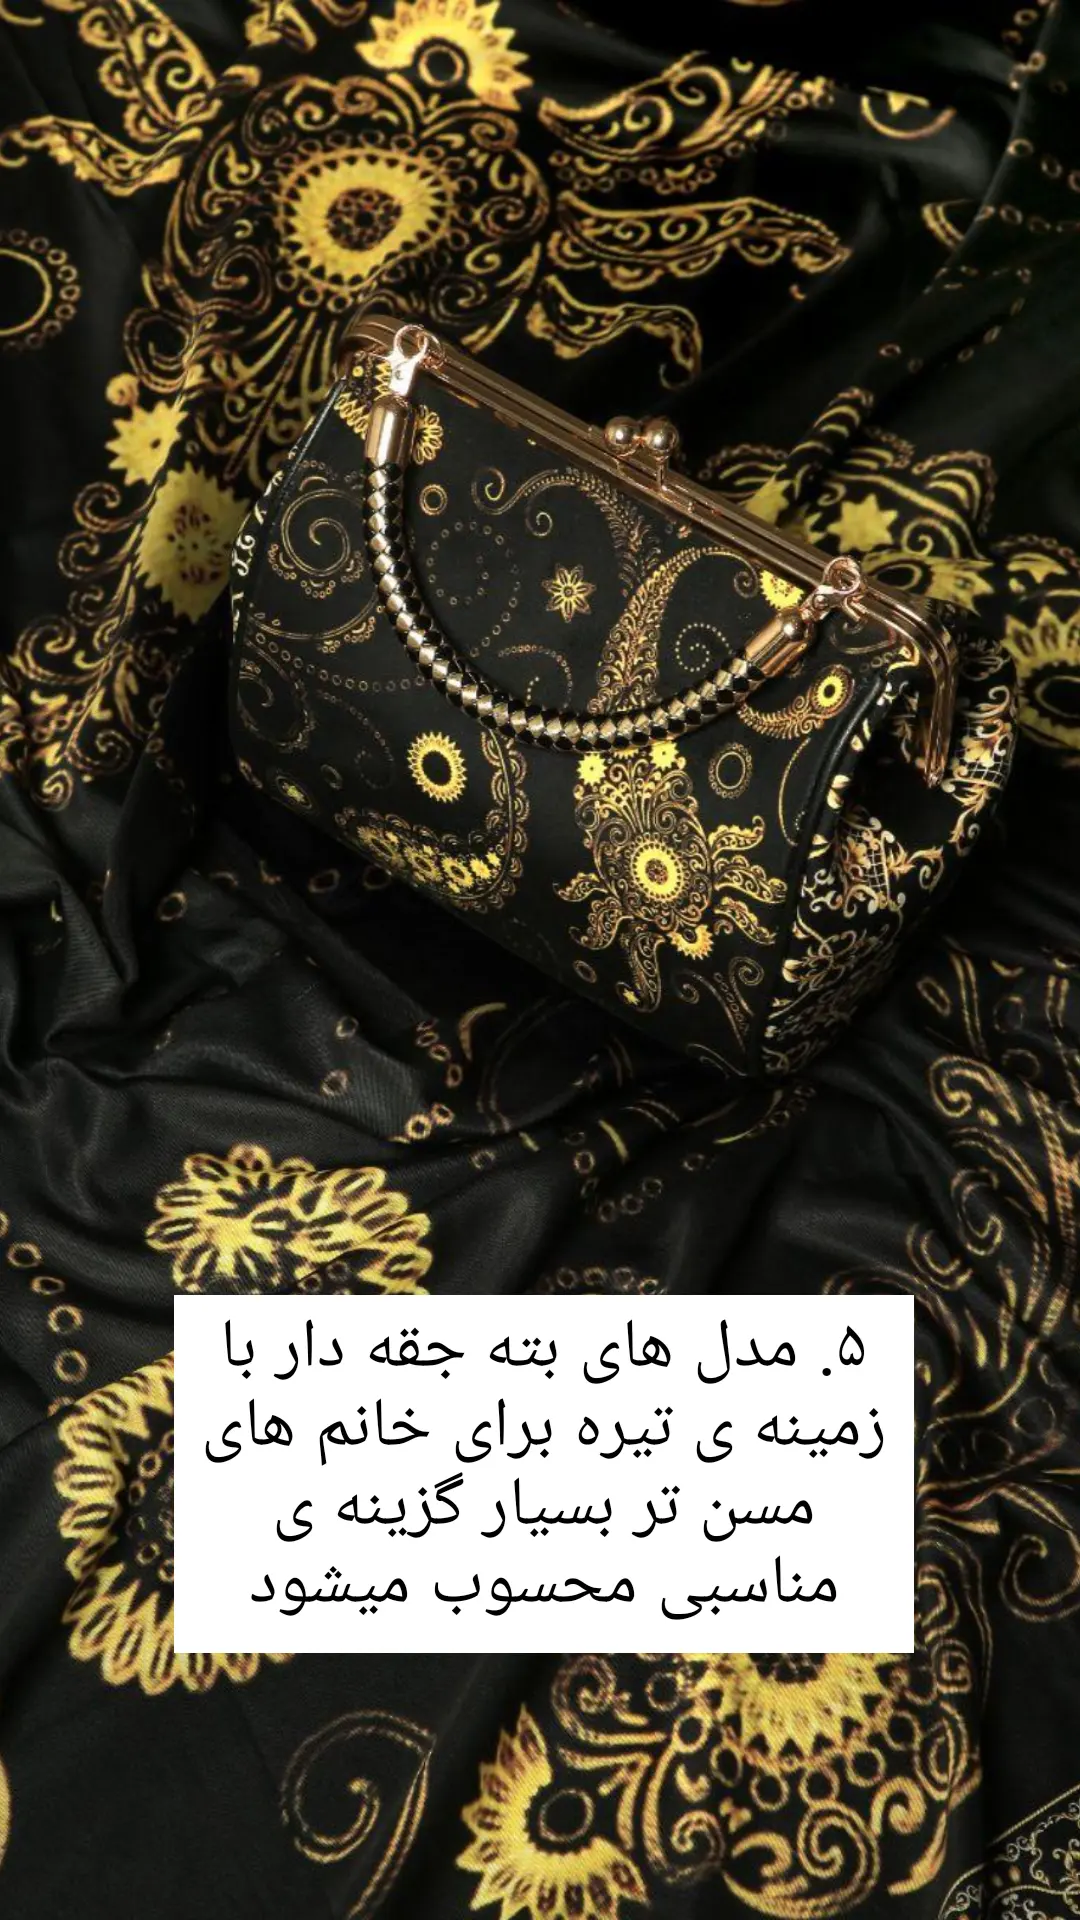 ۵. مدل های بته جقه دار با
زمینه ی تیره برای خانم های
مسن تر بسیار گزینه ی
مناسبی محسوب میشود